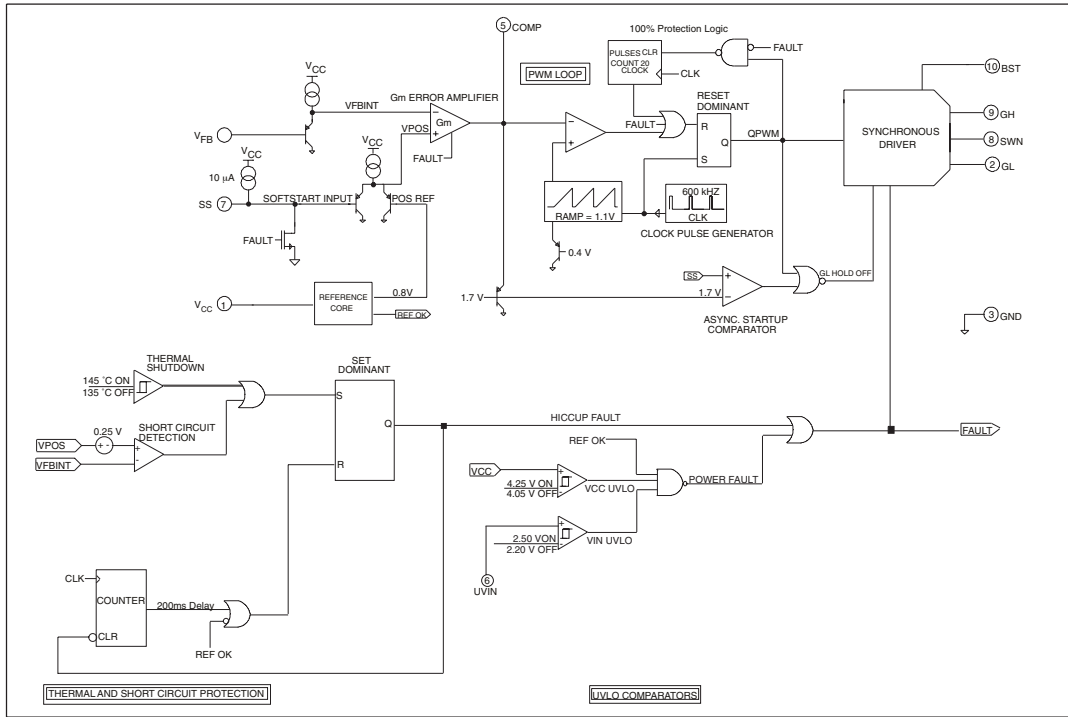 5 COMP
100% Protection Logic
PULSES CLR
COUNT 20
CLOCK
FAULT
CLK
PWM LOOP
10 BST
VCC
Gm ERROR AMPLIFIER
VFBINT
−
Gm
+
VPOS
FAULT
VFB
RESET
DOMINANT
FAULT
R
Q
S
QPWM
−
+
SYNCHRONOUS
DRIVER
9 GH
8 SWN
2 GL
VCC
10 µA
VCC
SS 7
SOFTSTART INPUT
POS REF
FAULT
RAMP = 1.1V
600 kHZ
CLK
CLOCK PULSE GENERATOR
0.4 V
SS
+
−
1.7 V
1.7 V
GL HOLD OFF
ASYNC. STARTUP
COMPARATOR
VCC 1
REFERENCE
CORE
0.8V
REF OK
3 GND
THERMAL
SHUTDOWN
145 °C ON
135 °C OFF
SET
DOMINANT
S
Q
R
0.25 V
SHORT CIRCUIT
DETECTION
VPOS
+ -
+
-
VFBINT
HICCUP FAULT
FAULT
REF OK
VCC
+
-
4.25 V ON
4.05 V OFF
VCC UVLO
POWER FAULT
+
-
2.50 VON
2.20 V OFF
VIN UVLO
6
UVIN
CLK
COUNTER
CLR
200ms Delay
REF OK
THERMAL AND SHORT CIRCUIT PROTECTION
UVLO COMPARATORS